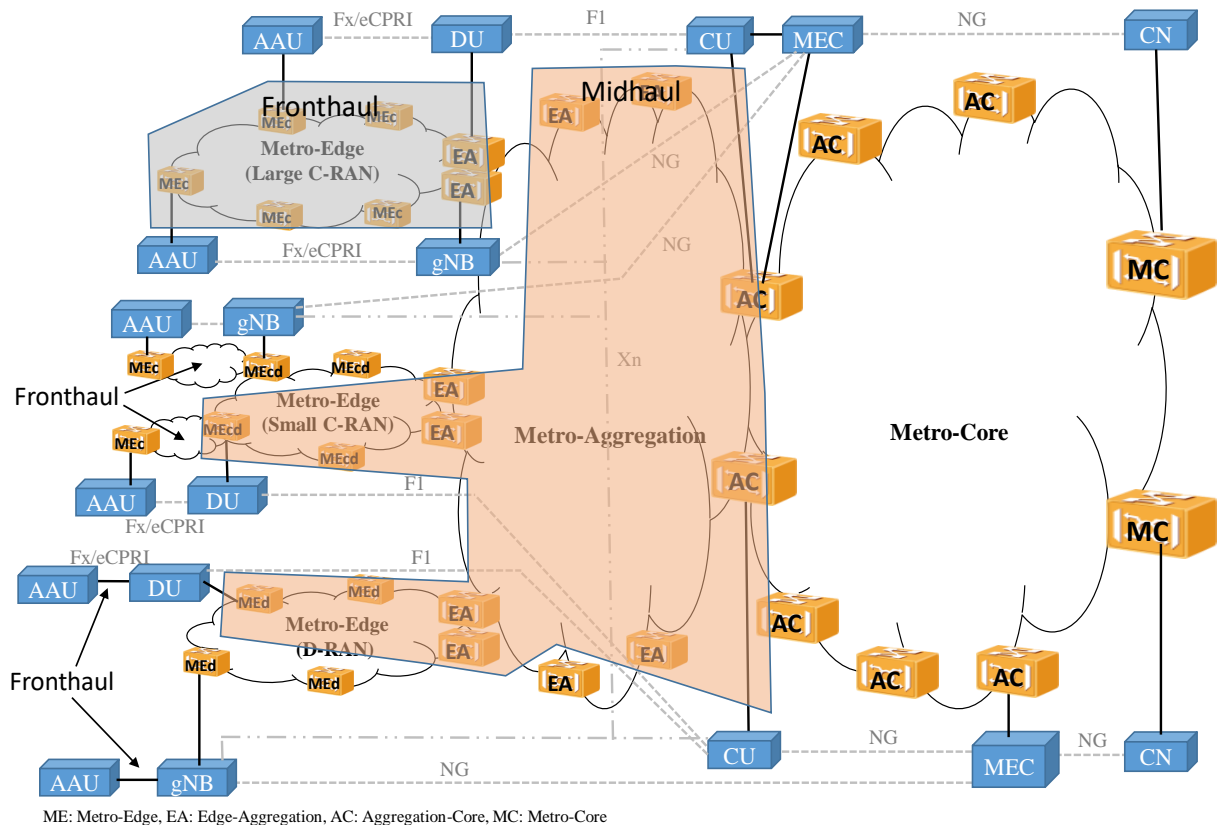 Fx/eCPRI
F1
NG
AAU
DU
CU
MEC
CN
Fronthaul
Midhaul
MEc
MEc
EA
EA
AC
AC
Metro-Edge
(Large C-RAN)
EA
EA
MEc
MEc
MEc
NG
NG
Fx/eCPRI
AAU
gNB
AC
MC
AAU
gNB
MEc
MEcd
MEcd
Xn
Fronthaul
EA
Metro-Edge
(Small C-RAN)
MEcd
MEc
EA
Metro-Aggregation
Metro-Core
MEcd
AC
F1
AAU
DU
Fx/eCPRI
MC
Fx/eCPRI
F1
AAU
DU
MEd
MEd
EA
Metro-Edge
(D-RAN)
EA
EA
AC
MEd
MEd
EA
AC
AC
Fronthaul
CU
NG
MEC
NG
CN
AAU
gNB
NG
ME: Metro-Edge, EA: Edge-Aggregation, AC: Aggregation-Core, MC: Metro-Core